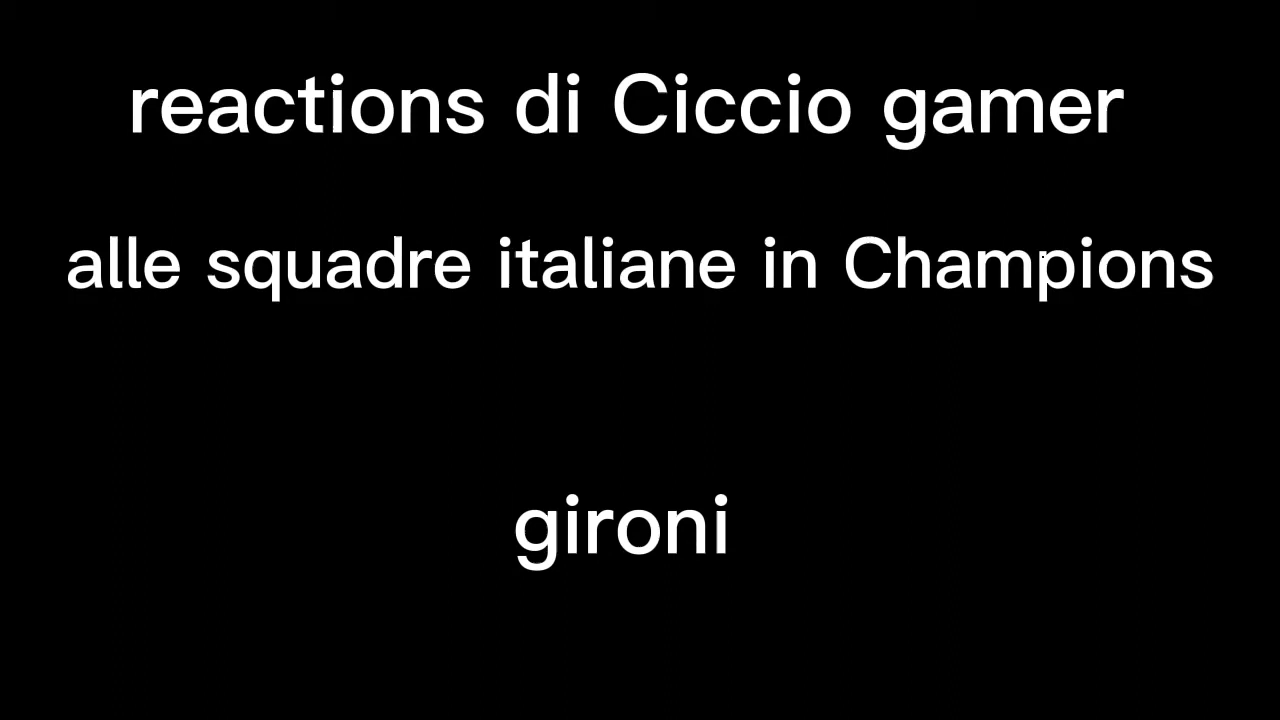 reactions di Ciccio gamer
alle squadre italiane in Champions
gironi